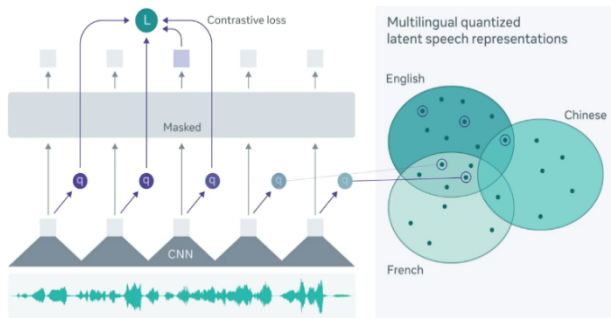 L
Contrastive loss
Masked
q
q
q
q
q
CNN
Multilingual quantized
latent speech representations
English
Chinese
French